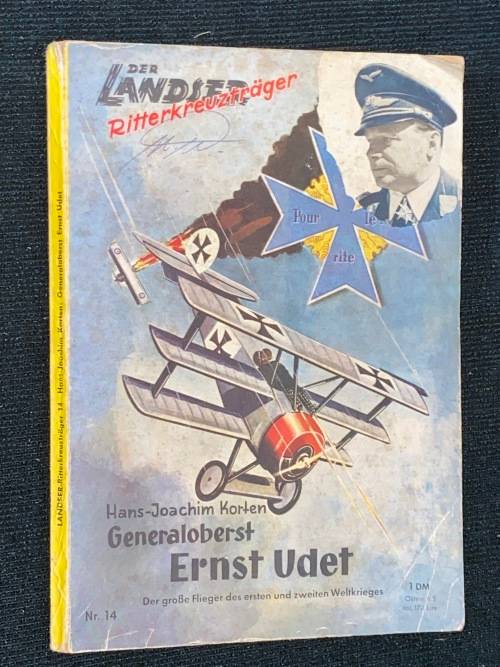 DER
LANDSER
Ritterkreuzträger
Pour le
rite
Hans-Joachim Korten
Generaloberst
Ernst Udet
Der große Flieger des ersten und zweiten Weltkrieges
Nr. 14
1 DM
LANDSER-Ritterkreuzträger 14 - Hans-Joachim Korten: Generaloberst Ernst Udet